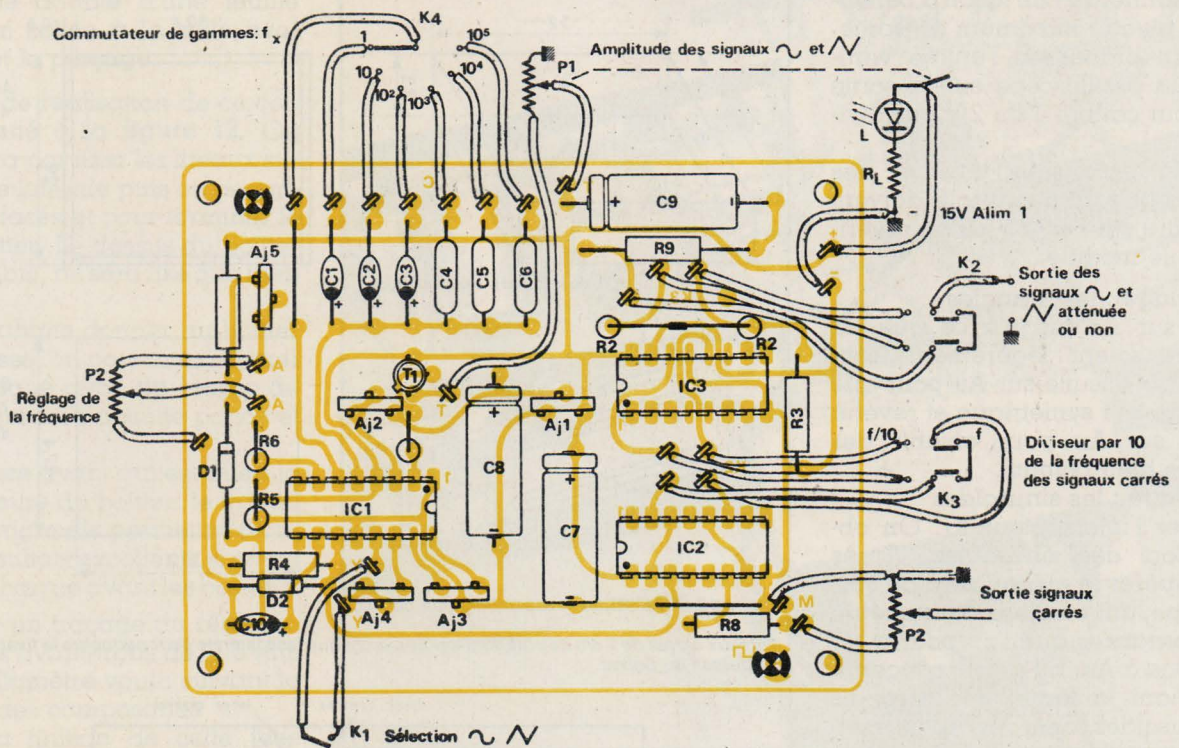 K4
Commutateur de gammes: fx
1
10⁵
10
10⁴
10²
10³
Amplitude des signaux ∿ et
P1
L
RL
C
+
C9
- 15V Alim 1
+
-
K2
Sortie des
signaux ∿ et
atténuée
ou non
Aj5
C1
C2
C3
C4
C5
C6
+
+
+
R9
K3
R2
R2
P2
A
A
Règlage de
la fréquence
T1
T
Aj2
+
C8
-
Aj1
IC3
1
R3
f/10
f
Diviseur par 10
de la fréquence
des signaux carrés
K3
R6
D1
R5
IC1
1
+
C7
-
1
IC2
R4
D2
C10
+
Y
Y
Aj4
Aj3
M
R8
P2
Sortie signaux
carrés
K1 Sélection ∿